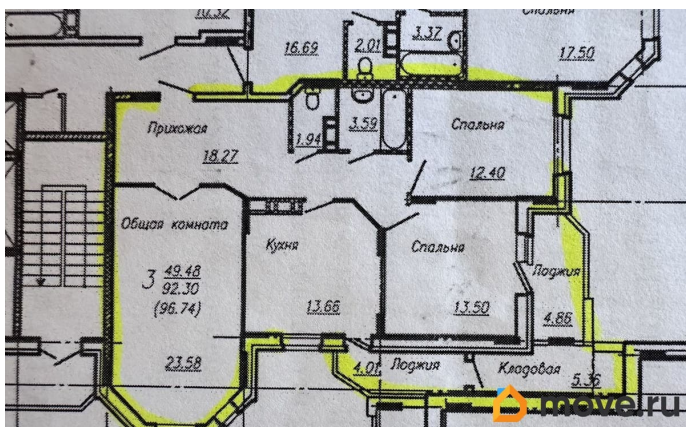 10.32
16.69
2.01
3.37
Спальня
17.50
Прихожая
18.27
1.94
3.59
Спальня
12.40
Общая комната
3 49.48
92.30
(96.74)
23.58
Кухня
13.66
Спальня
13.50
Лоджия
4.86
4.01
Лоджия
Кладовая
5.36
move.ru